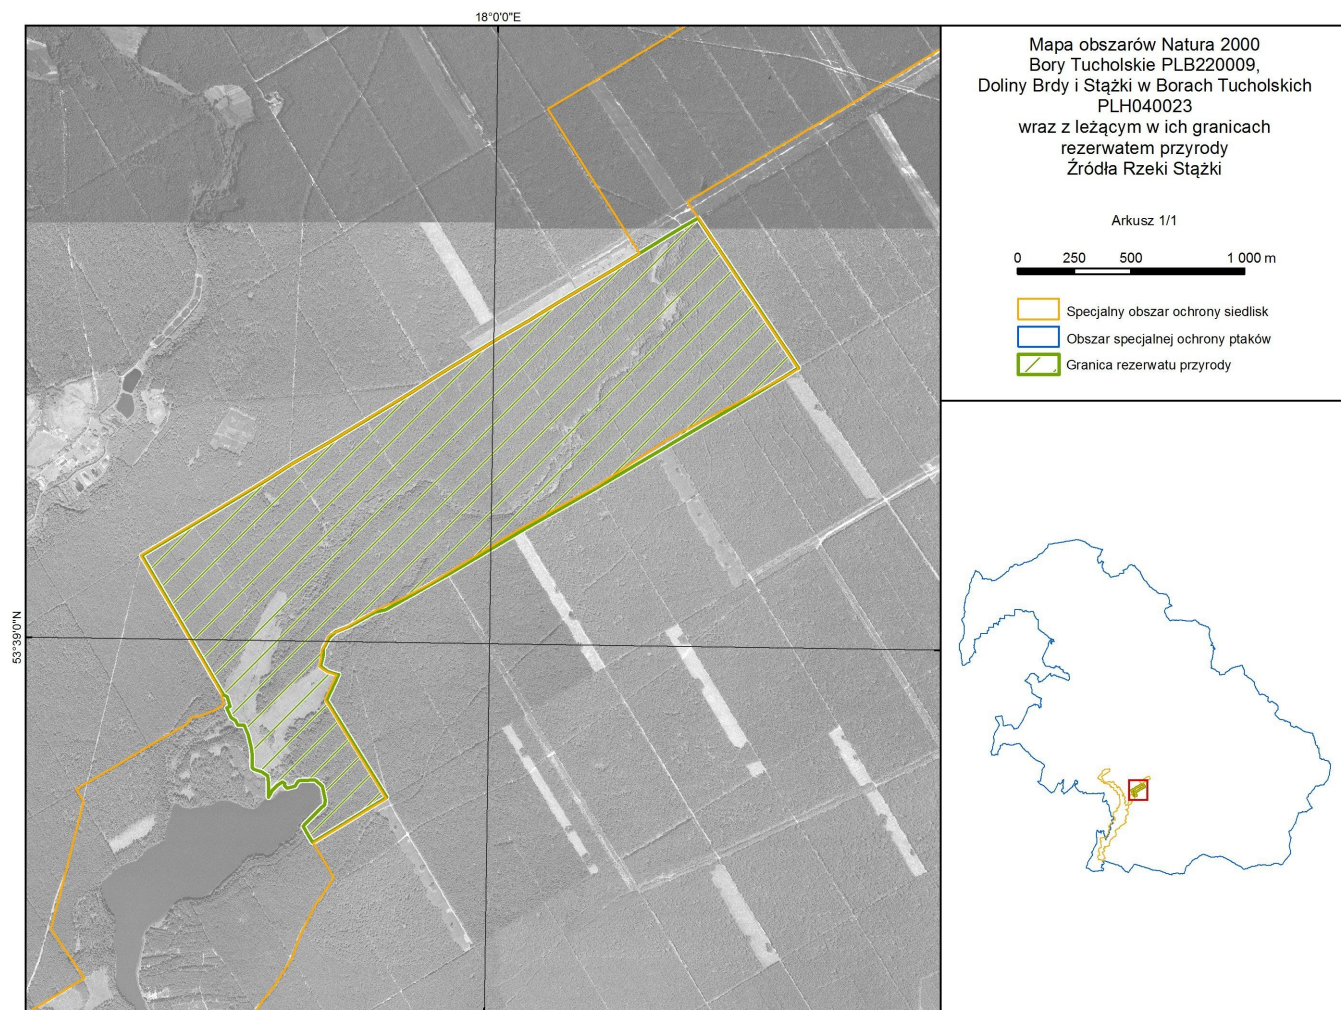 18°0'0"E
53°39'0"N
Mapa obszarów Natura 2000
Bory Tucholskie PLB220009,
Doliny Brdy i Stążki w Borach Tucholskich
PLH040023
wraz z leżącym w ich granicach
rezerwatem przyrody
Źródła Rzeki Stążki
Arkusz 1/1
0 250 500 1 000 m
Specjalny obszar ochrony siedlisk
Obszar specjalnej ochrony ptaków
Granica rezerwatu przyrody